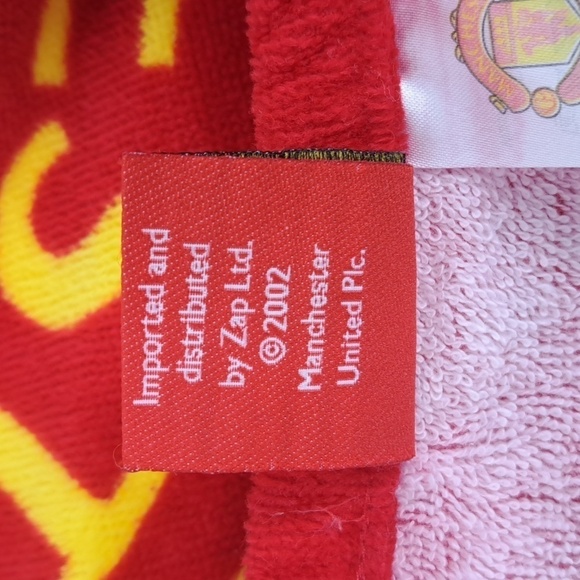 Imported and
distributed
by Zap Ltd.
© 2002
Manchester
United Plc.